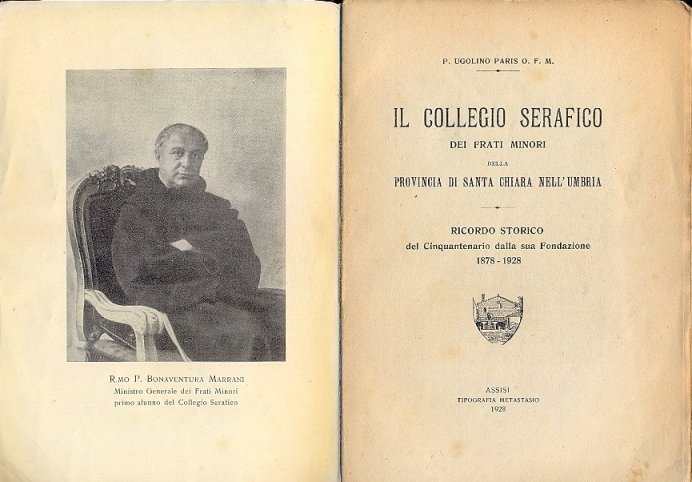 R.MO P. BONAVENTURA MARRANI
Ministro Generale dei Frati Minori
primo alunno del Collegio Serafico
P. UGOLINO PARIS O. F. M.
IL COLLEGIO SERAFICO
DEI FRATI MINORI
DELLA
PROVINCIA DI SANTA CHIARA NELL'UMBRIA
RICORDO STORICO
del Cinquantenario dalla sua Fondazione
1878 - 1928
ASSISI
TIPOGRAFIA METASTASIO
1928